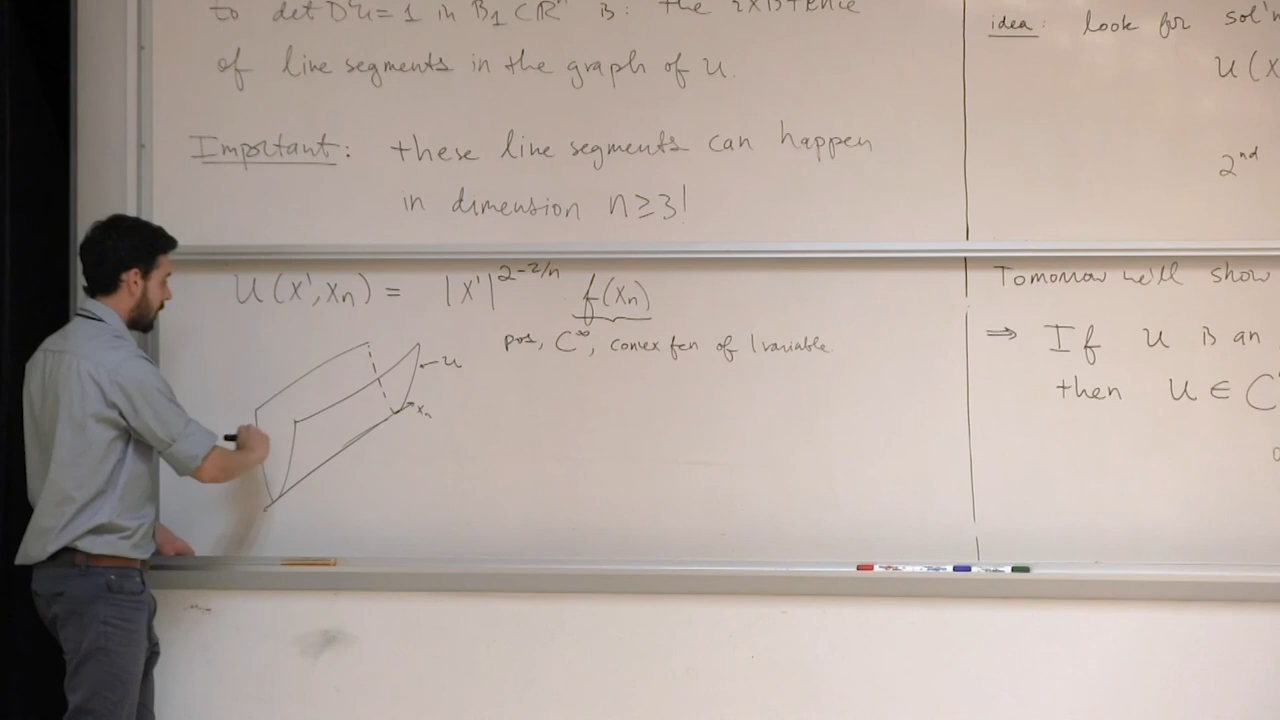 to det D²u = 1 in B₁ ⊂ ℝⁿ is: the existence
of line segments in the graph of u.
Important: these line segments can happen
in dimension n ≥ 3!
u(x', xₙ) = |x'|^{2-2/n} f(xₙ)
pos, C^∞, convex fcn of 1 variable.
← u
xₙ
idea: look for sol'n
u(x
2nd
Tomorrow we'll show
⇒ If u is an
then u ∈ C